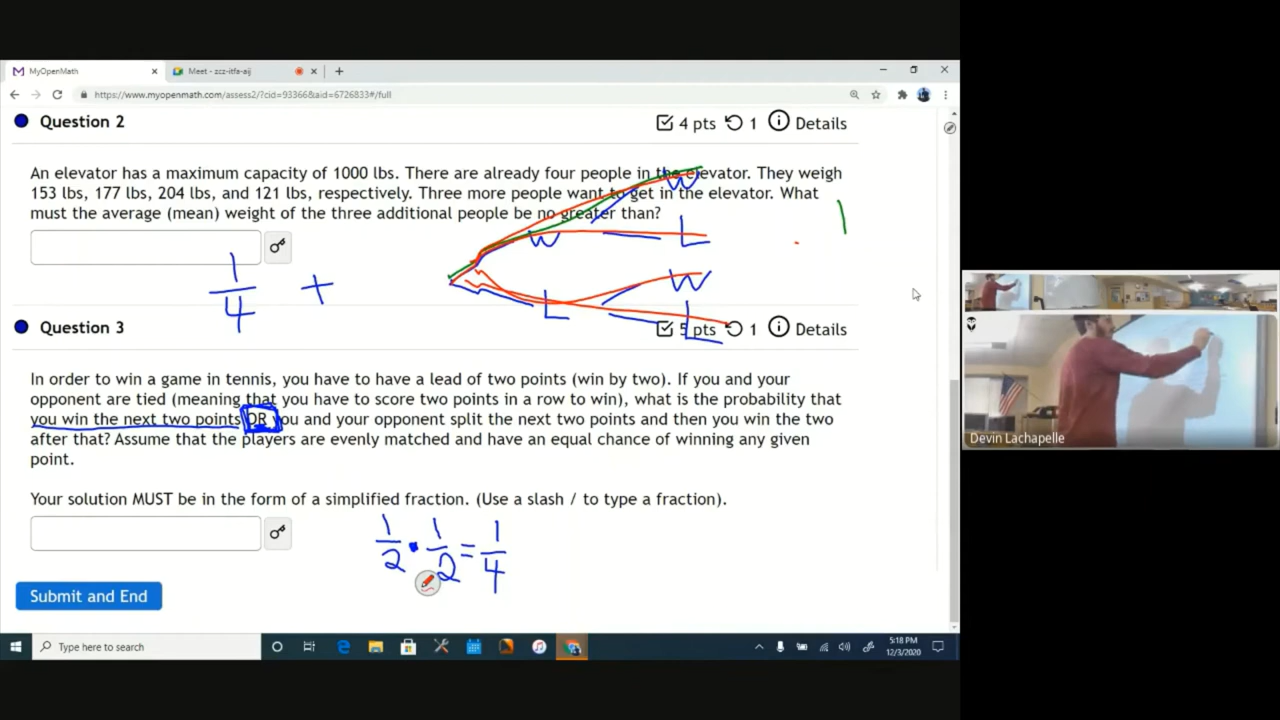 MyOpenMath
Meet - zcz-itfa-aij
https://www.myopenmath.com/assess2/?cid=93366&aid=6726833#/full
Question 2
4 pts
1
Details
An elevator has a maximum capacity of 1000 lbs. There are already four people in the elevator. They weigh
153 lbs, 177 lbs, 204 lbs, and 121 lbs, respectively. Three more people want to get in the elevator. What
must the average (mean) weight of the three additional people be no greater than?
W
W
L
W
L
L
1
1/4 +
Question 3
5 pts
1
Details
In order to win a game in tennis, you have to have a lead of two points (win by two). If you and your
opponent are tied (meaning that you have to score two points in a row to win), what is the probability that
you win the next two points OR you and your opponent split the next two points and then you win the two
after that? Assume that the players are evenly matched and have an equal chance of winning any given
point.
Your solution MUST be in the form of a simplified fraction. (Use a slash / to type a fraction).
1/2 · 1/2 = 1/4
Submit and End
Type here to search
5:18 PM
12/3/2020
Devin Lachapelle